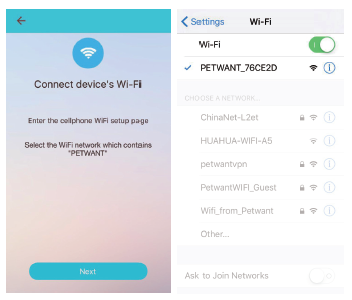 Connect device's Wi-Fi
Enter the cellphone WiFi setup page
Select the WiFi network which contains
"PETWANT"
Next
Settings
Wi-Fi
Wi-Fi
PETWANT_76CE2D
CHOOSE A NETWORK...
ChinaNet-L2et
HUAHUA-WIFI-A5
petwantvpn
PetwantWIFI_Guest
Wifi_from_Petwant
Other...
Ask to Join Networks